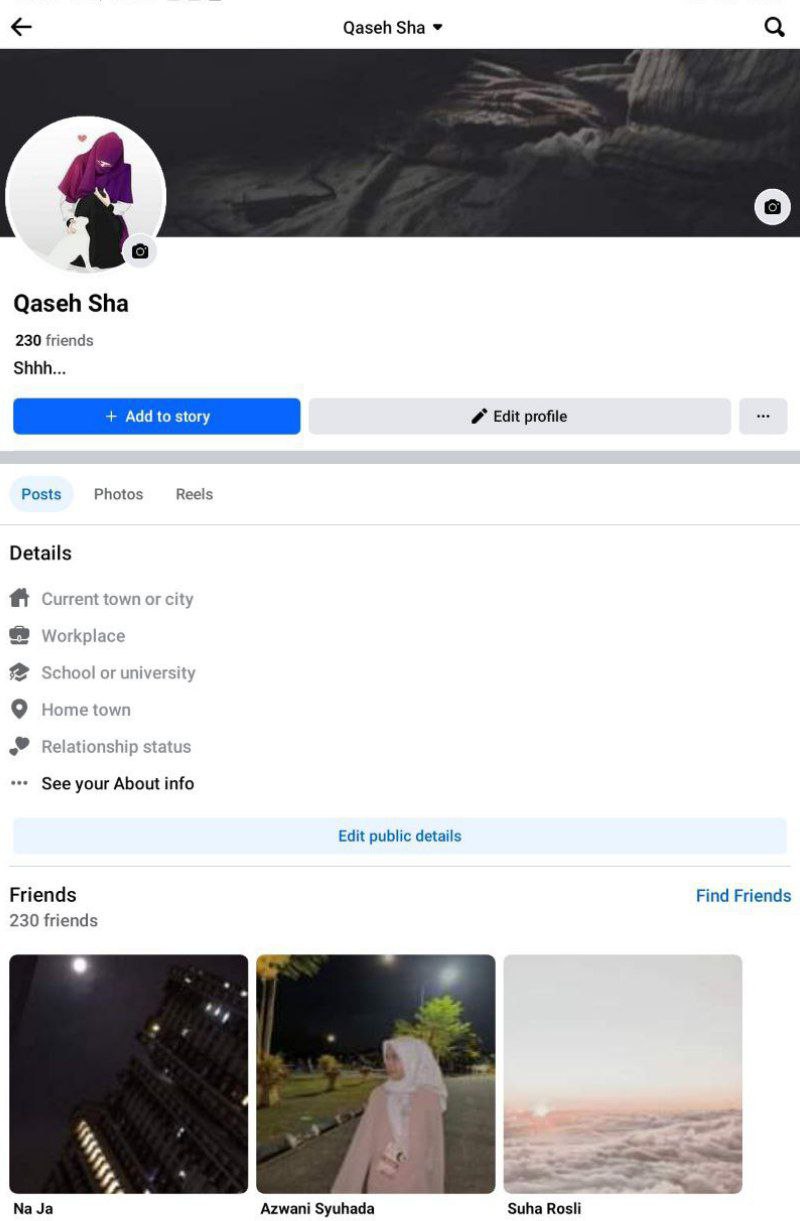 Qaseh Sha
Qaseh Sha
230 friends
Shhh...
+ Add to story
Edit profile
Posts Photos Reels
Details
Current town or city
Workplace
School or university
Home town
Relationship status
See your About info
Edit public details
Friends
Find Friends
230 friends
Na Ja
Azwani Syuhada
Suha Rosli